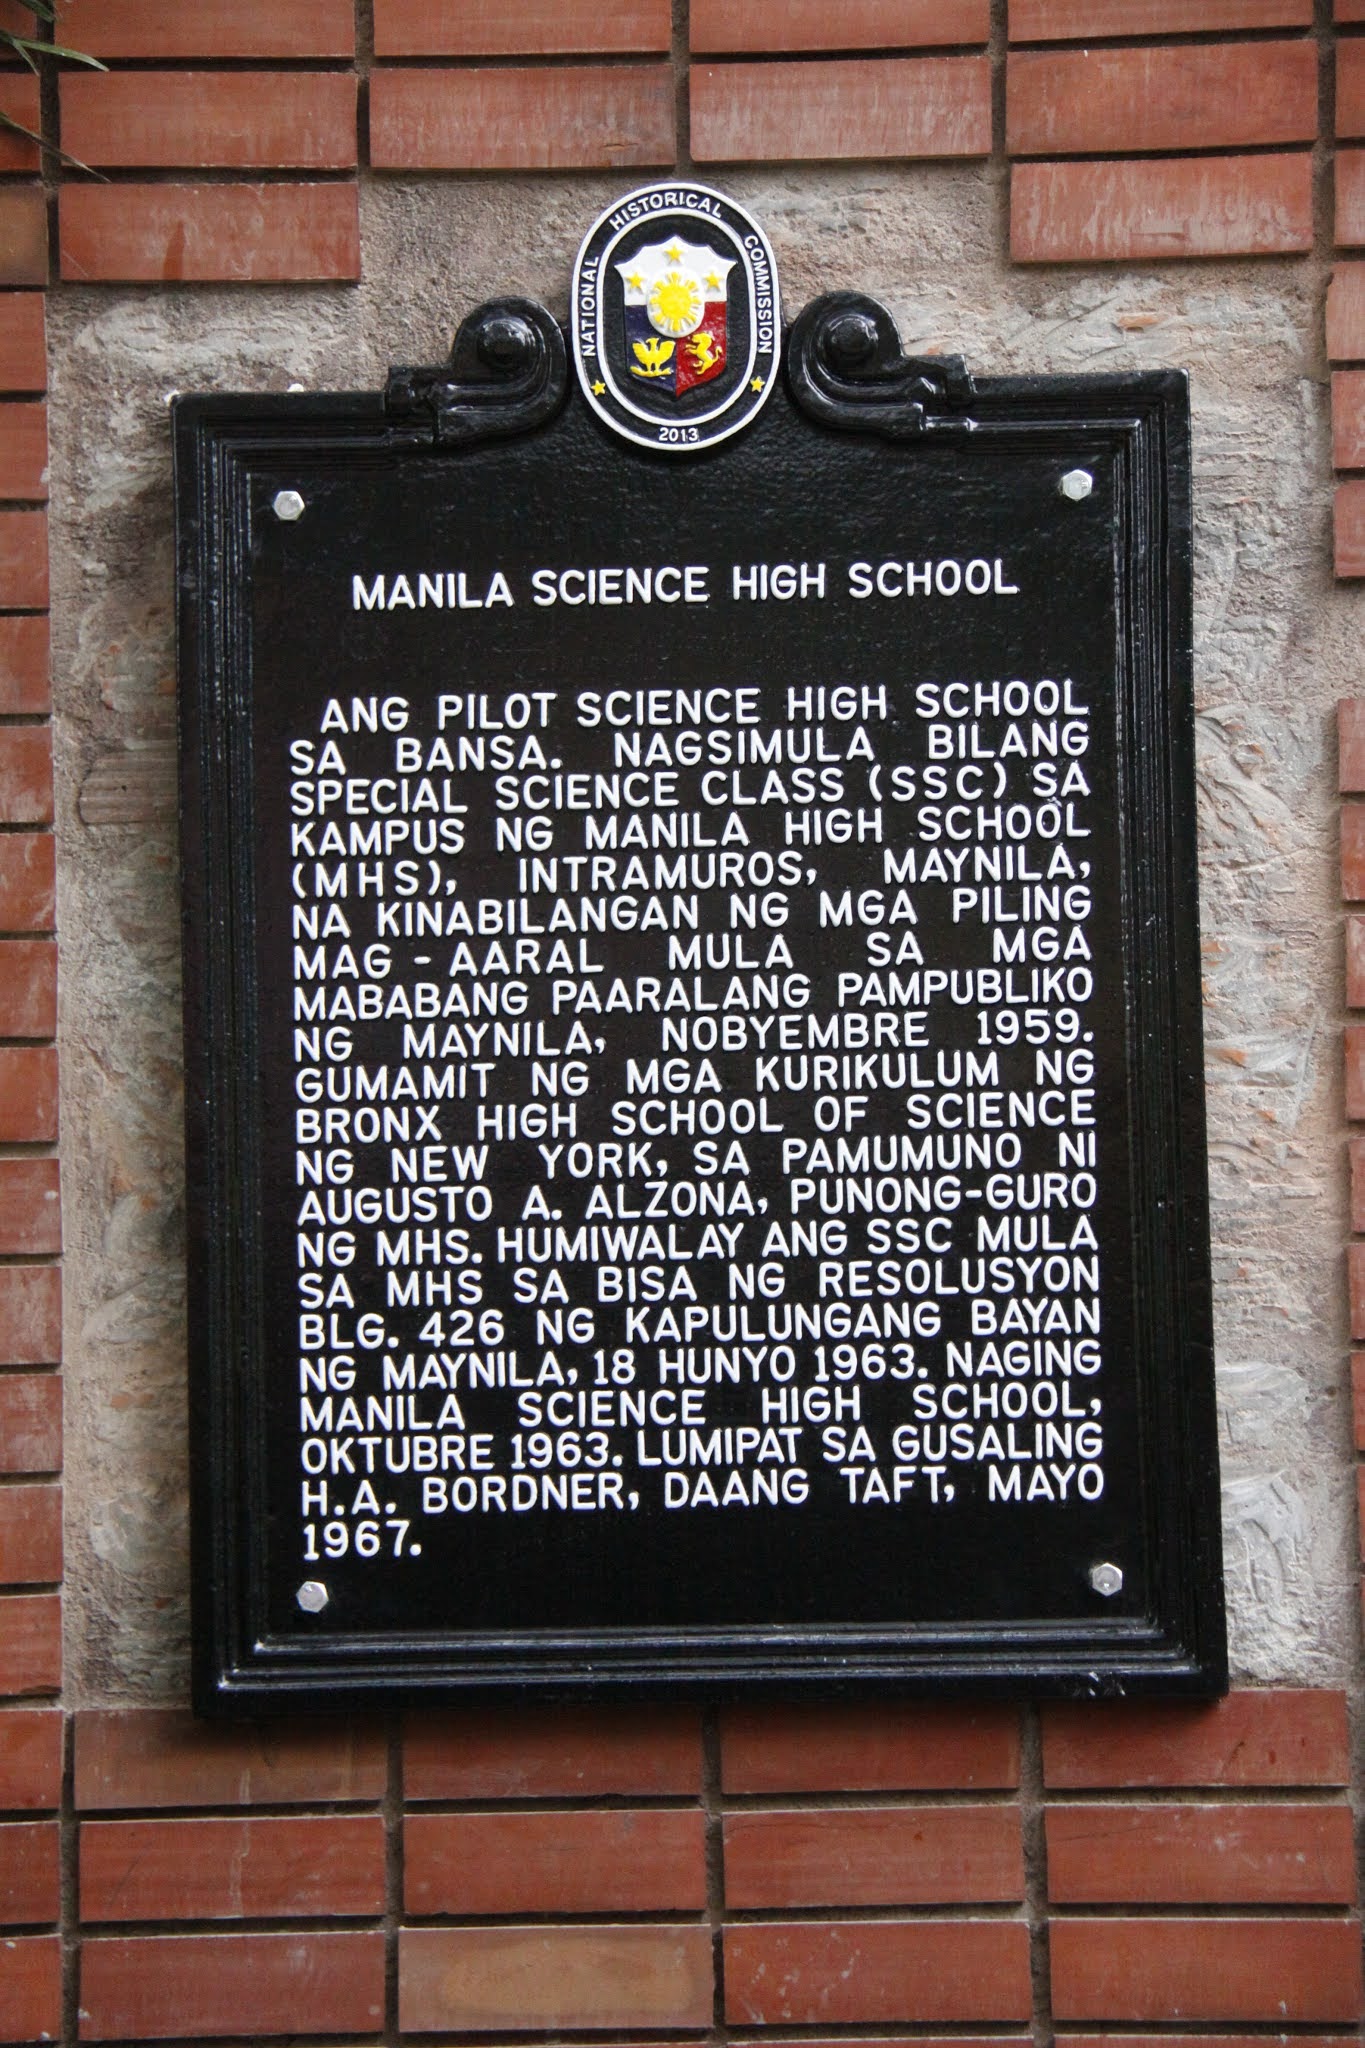 NATIONAL HISTORICAL COMMISSION
2013
MANILA SCIENCE HIGH SCHOOL
ANG PILOT SCIENCE HIGH SCHOOL
SA BANSA. NAGSIMULA BILANG
SPECIAL SCIENCE CLASS (SSC) SA
KAMPUS NG MANILA HIGH SCHOOL
(MHS), INTRAMUROS, MAYNILA,
NA KINABILANGAN NG MGA PILING
MAG-AARAL MULA SA MGA
MABABANG PAARALANG PAMPUBLIKO
NG MAYNILA, NOBYEMBRE 1959.
GUMAMIT NG MGA KURIKULUM NG
BRONX HIGH SCHOOL OF SCIENCE
NG NEW YORK, SA PAMUMUNO NI
AUGUSTO A. ALZONA, PUNONG-GURO
NG MHS. HUMIWALAY ANG SSC MULA
SA MHS SA BISA NG RESOLUSYON
BLG. 426 NG KAPULUNGANG BAYAN
NG MAYNILA, 18 HUNYO 1963. NAGING
MANILA SCIENCE HIGH SCHOOL,
OKTUBRE 1963. LUMIPAT SA GUSALING
H.A. BORDNER, DAANG TAFT, MAYO
1967.